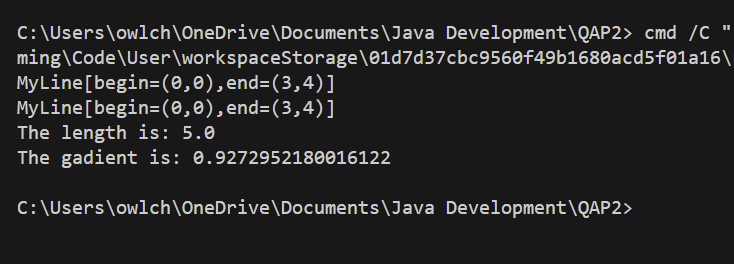 C:\Users\owlch\OneDrive\Documents\Java Development\QAP2> cmd /C "
ming\Code\User\workspaceStorage\01d7d37cbc9560f49b1680acd5f01a16\
MyLine[begin=(0,0),end=(3,4)]
MyLine[begin=(0,0),end=(3,4)]
The length is: 5.0
The gadient is: 0.9272952180016122
C:\Users\owlch\OneDrive\Documents\Java Development\QAP2>